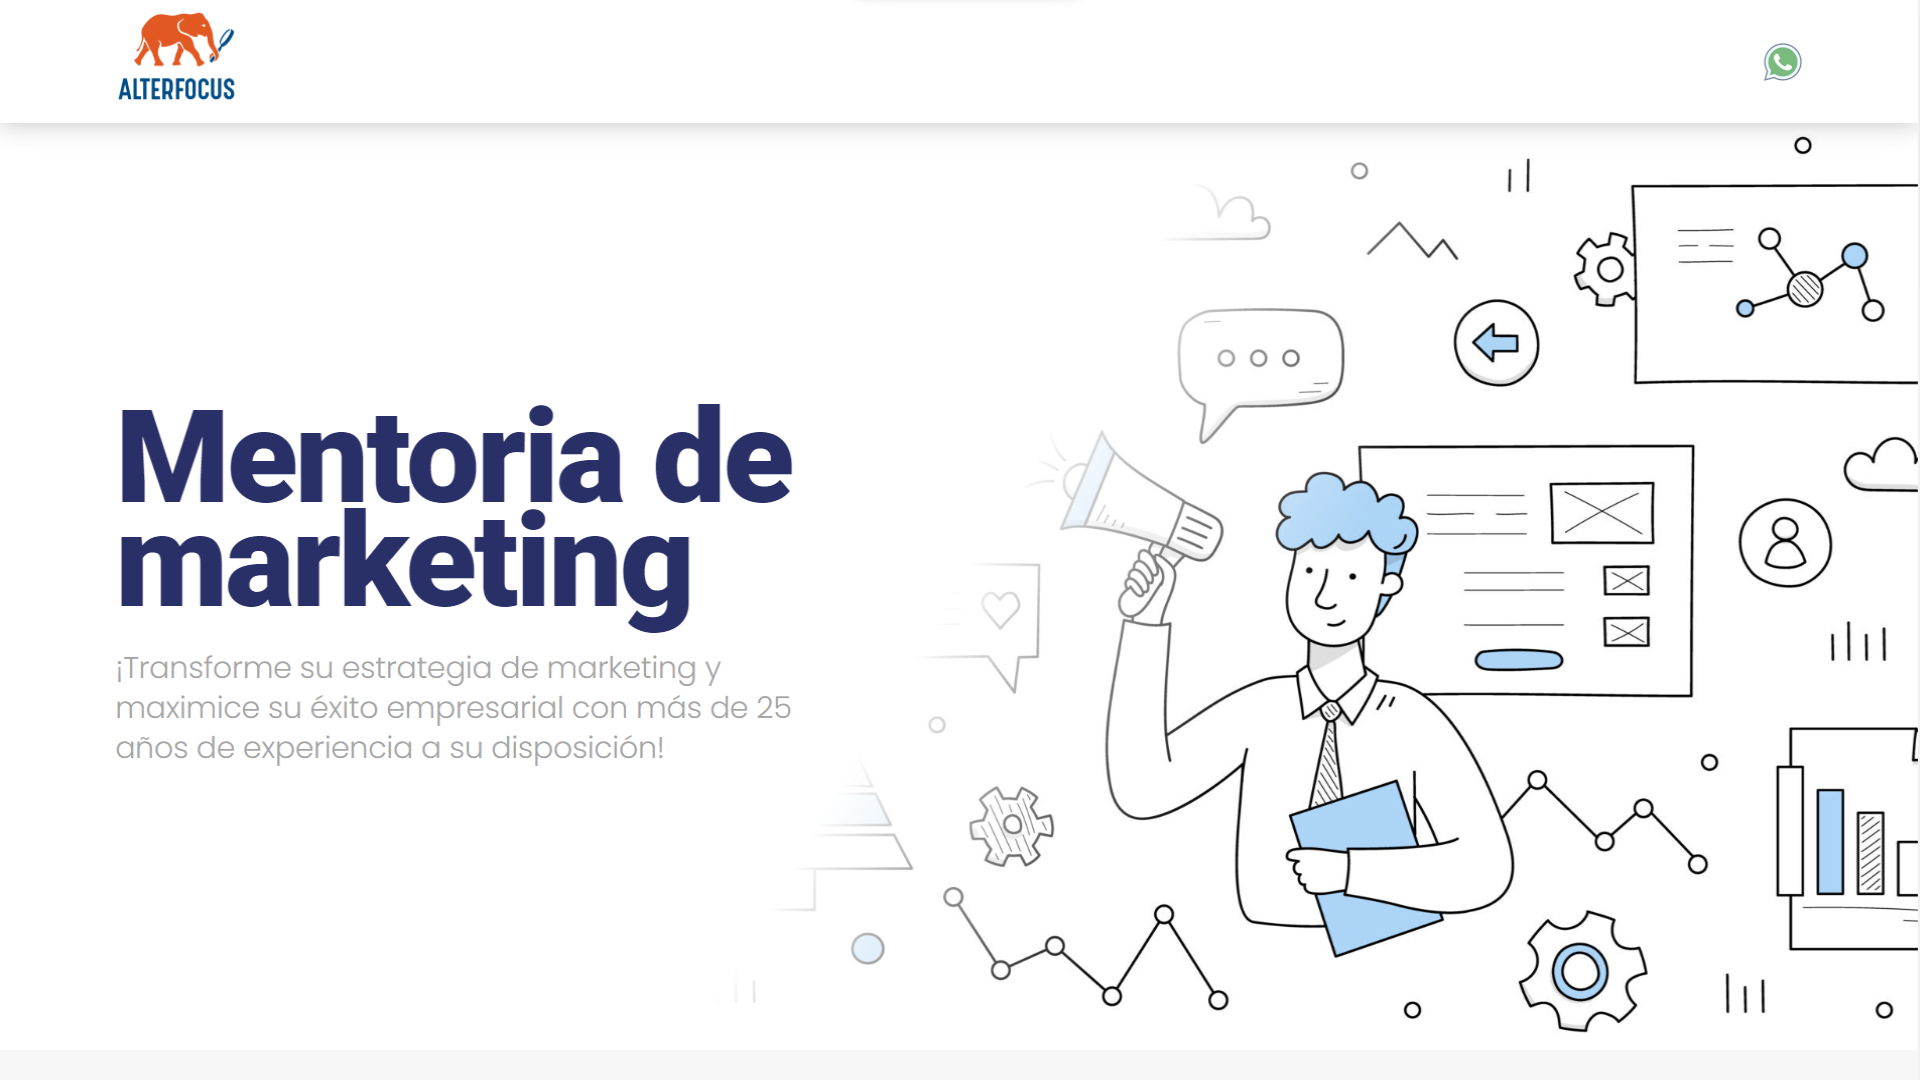 ALTERFOCUS
Mentoria de
marketing
¡Transforme su estrategia de marketing y
maximice su éxito empresarial con más de 25
años de experiencia a su disposición!